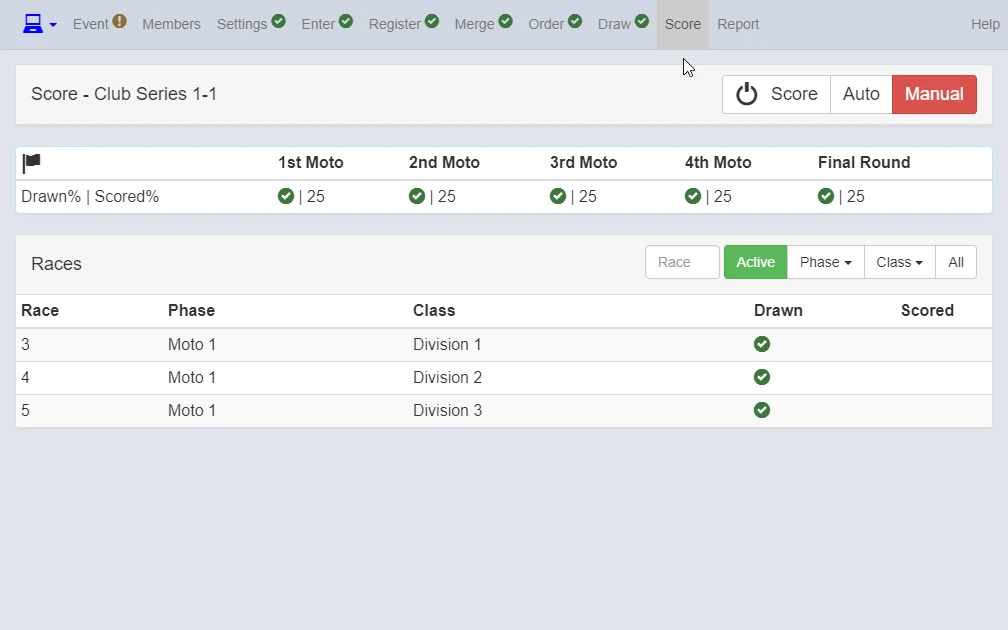 Event Members Settings Enter Register Merge Order Draw Score Report Help
Score - Club Series 1-1 Score Auto Manual
1st Moto 2nd Moto 3rd Moto 4th Moto Final Round
Drawn% | Scored% | 25 | 25 | 25 | 25 | 25
Races Race Active Phase Class All
Race Phase Class Drawn Scored
3 Moto 1 Division 1
4 Moto 1 Division 2
5 Moto 1 Division 3